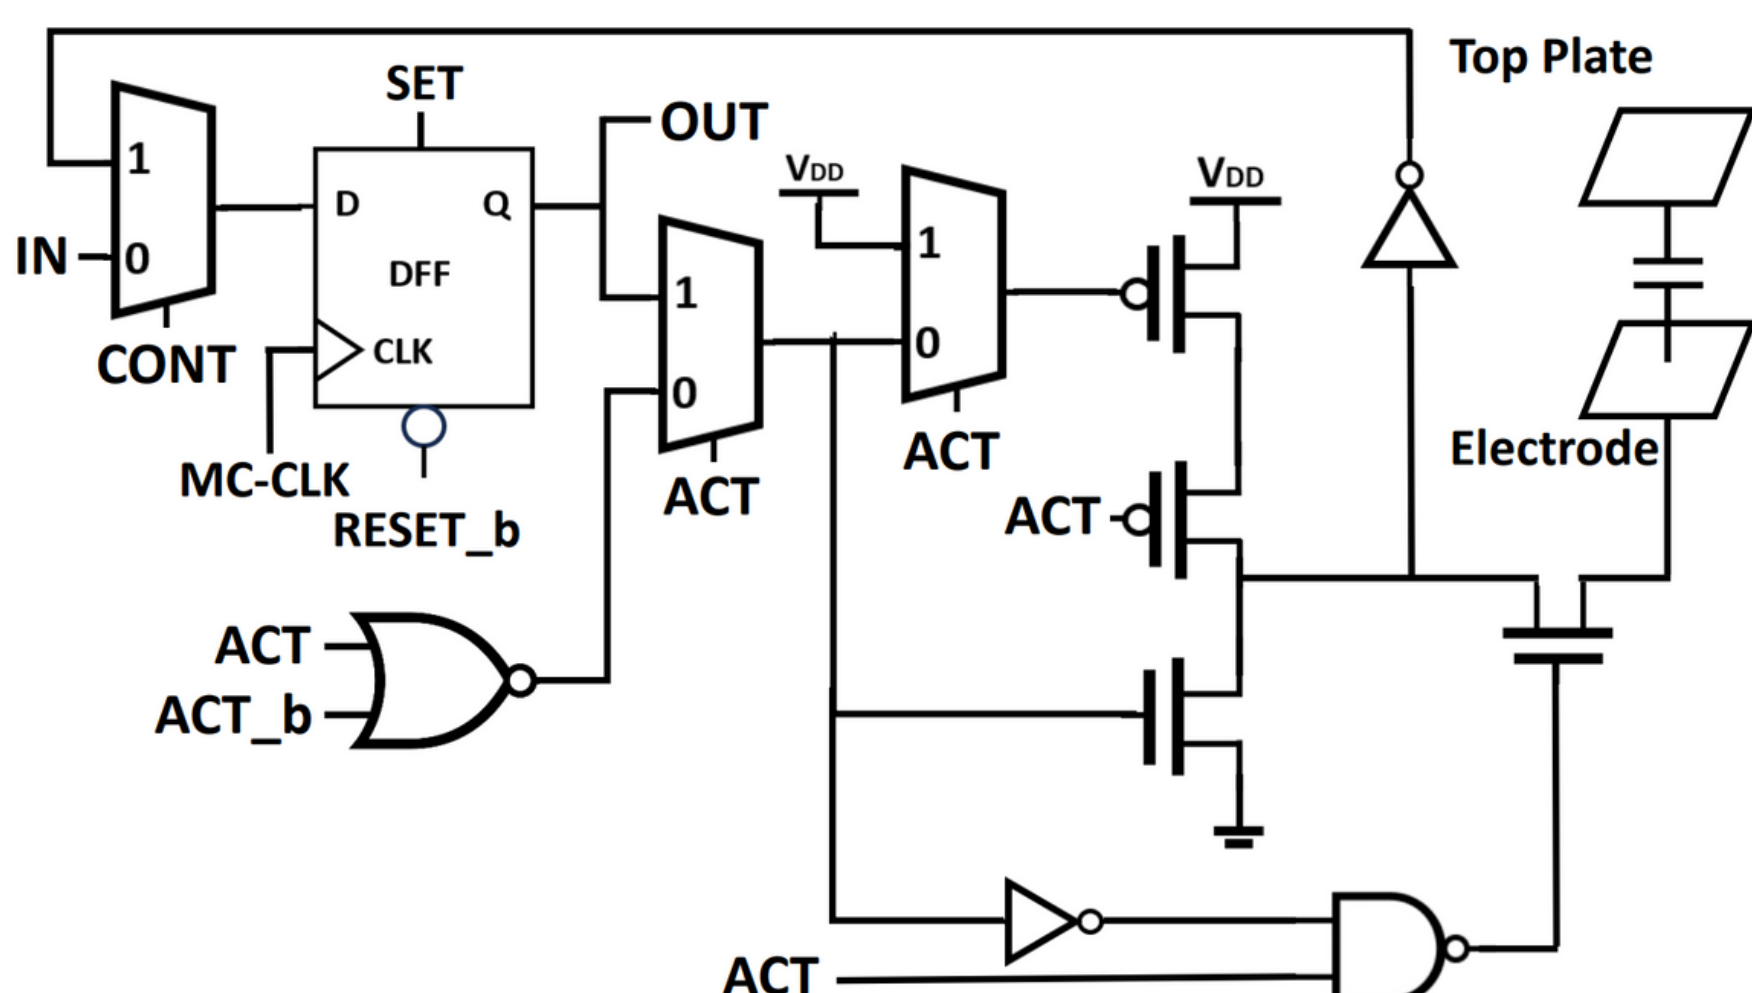 Top Plate
SET
OUT
1
VDD
VDD
D
Q
1
IN
0
DFF
1
CLK
0
CONT
0
ACT
Electrode
MC-CLK
ACT
ACT
RESET_b
ACT
ACT_b
ACT